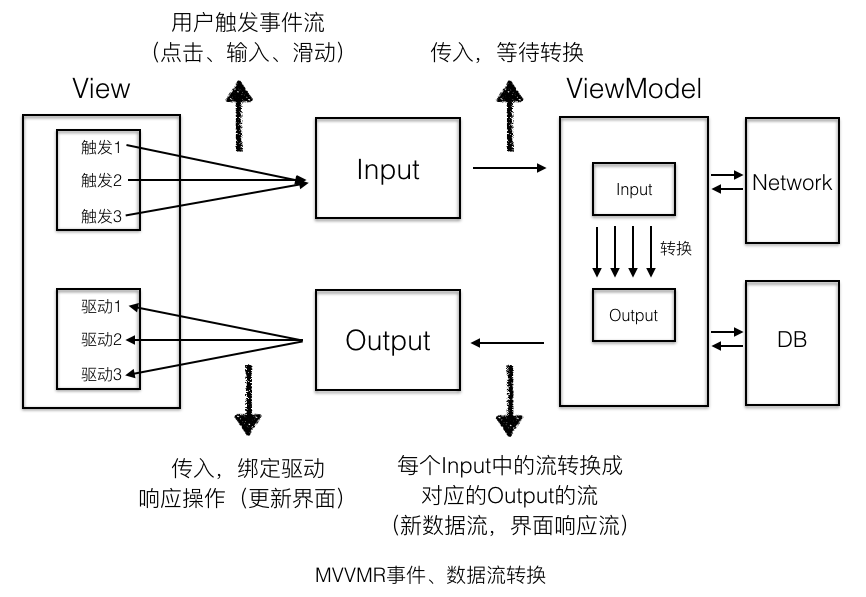 用户触发事件流
（点击、输入、滑动）
传入，等待转换
View
ViewModel
触发1
触发2
触发3
Input
Input
转换
Output
Network
驱动1
驱动2
驱动3
Output
DB
传入，绑定驱动
响应操作（更新界面）
每个Input中的流转换成
对应的Output的流
（新数据流，界面响应流）
MVVMR事件、数据流转换